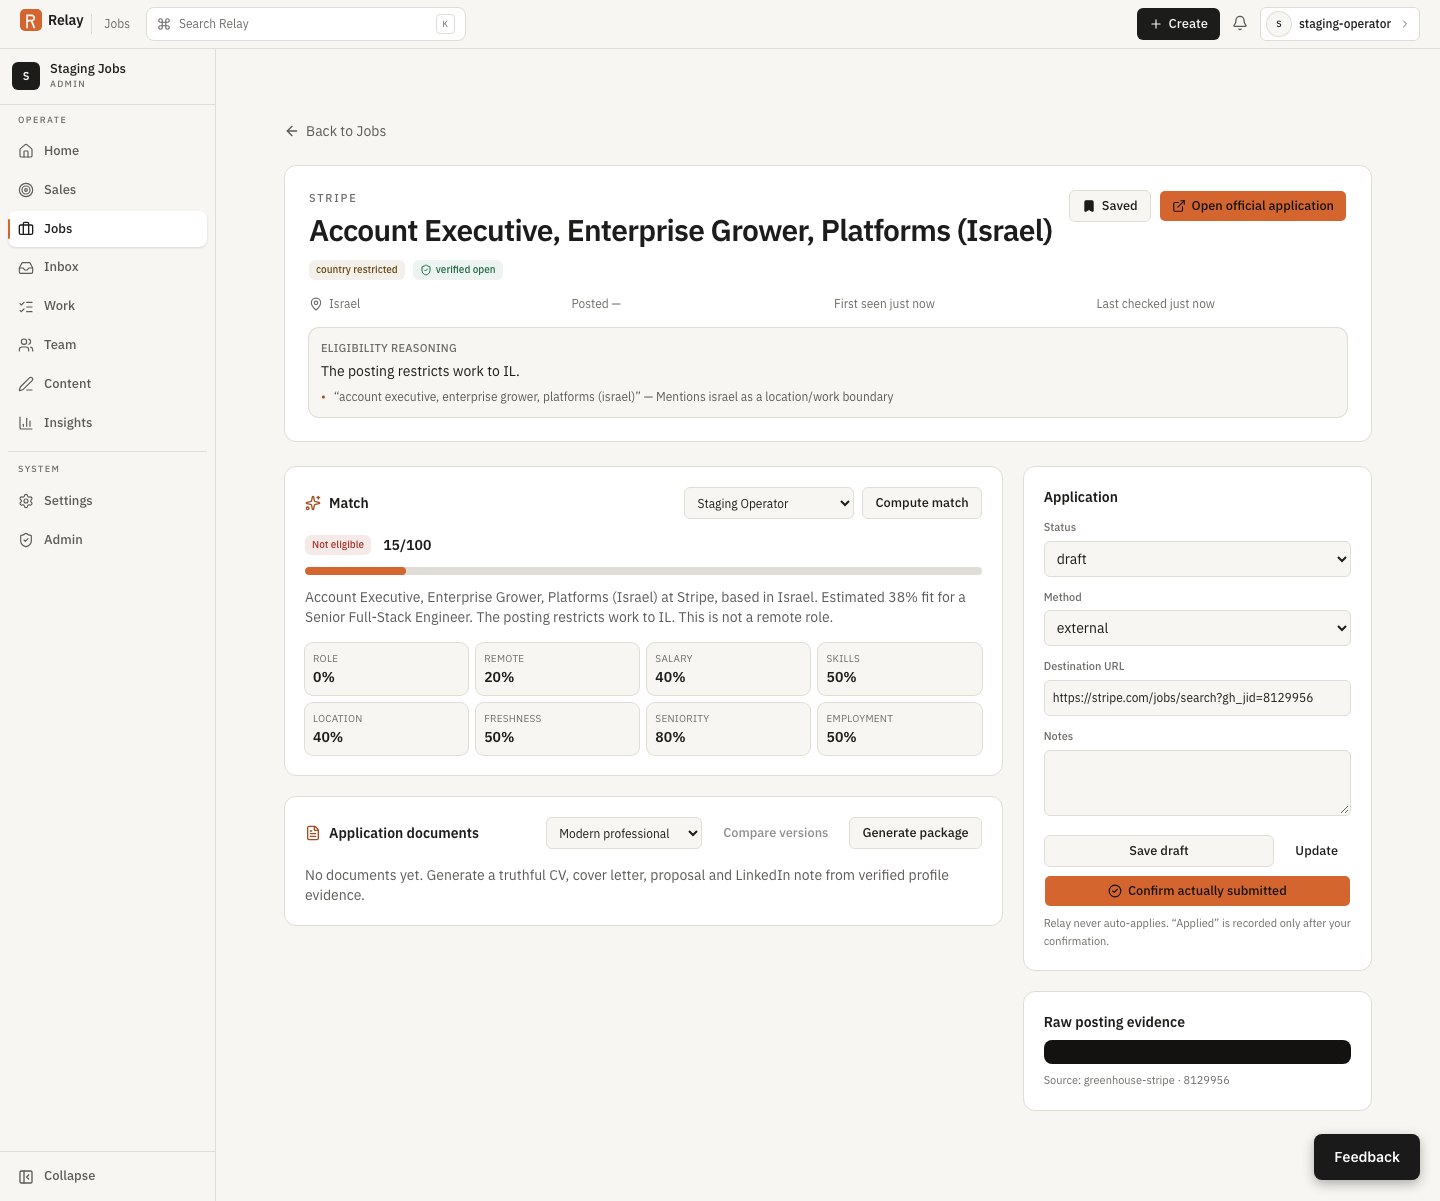 Relay
Jobs
Search Relay
K
Create
s
staging-operator
S
Staging Jobs
ADMIN
OPERATE
Home
Sales
Jobs
Inbox
Work
Team
Content
Insights
SYSTEM
Settings
Admin
Collapse
Back to Jobs
STRIPE
Saved
Open official application
Account Executive, Enterprise Grower, Platforms (Israel)
country restricted
verified open
Israel
Posted —
First seen just now
Last checked just now
ELIGIBILITY REASONING
The posting restricts work to IL.
• “account executive, enterprise grower, platforms (israel)” — Mentions israel as a location/work boundary
Match
Staging Operator
Compute match
Not eligible
15/100
Account Executive, Enterprise Grower, Platforms (Israel) at Stripe, based in Israel. Estimated 38% fit for a
Senior Full-Stack Engineer. The posting restricts work to IL. This is not a remote role.
ROLE
0%
REMOTE
20%
SALARY
40%
SKILLS
50%
LOCATION
40%
FRESHNESS
50%
SENIORITY
80%
EMPLOYMENT
50%
Application documents
Modern professional
Compare versions
Generate package
No documents yet. Generate a truthful CV, cover letter, proposal and LinkedIn note from verified profile
evidence.
Application
Status
draft
Method
external
Destination URL
https://stripe.com/jobs/search?gh_jid=8129956
Notes
Save draft
Update
Confirm actually submitted
Relay never auto-applies. “Applied” is recorded only after your
confirmation.
Raw posting evidence
Source: greenhouse-stripe · 8129956
Feedback